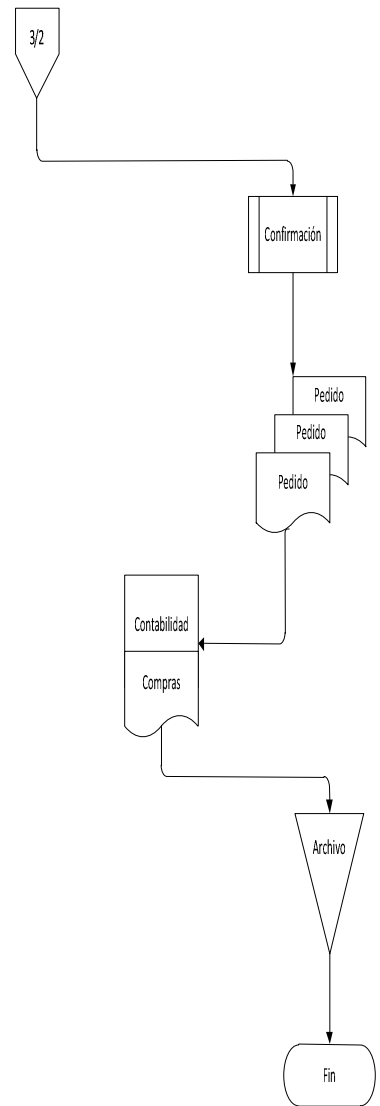 3/2
Confirmación
Pedido
Pedido
Pedido
Contabilidad
Compras
Archivo
Fin